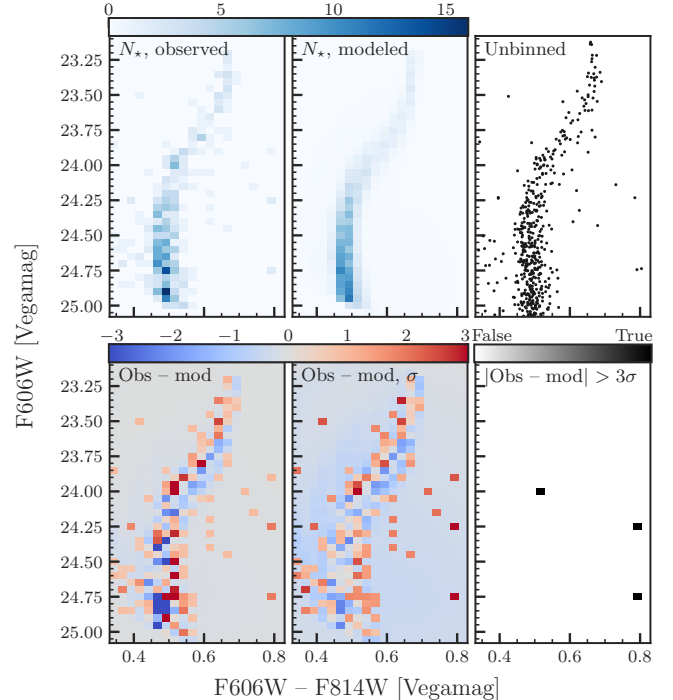 0 5 10 15
N⋆, observed
N⋆, modeled
Unbinned
23.25
23.50
23.75
24.00
24.25
24.50
24.75
25.00
F606W [Vegamag]
−3 −2 −1 0 1 2 3
False True
Obs – mod
Obs – mod, σ
|Obs – mod| > 3σ
23.25
23.50
23.75
24.00
24.25
24.50
24.75
25.00
0.4 0.6 0.8
0.4 0.6 0.8
0.4 0.6 0.8
F606W – F814W [Vegamag]